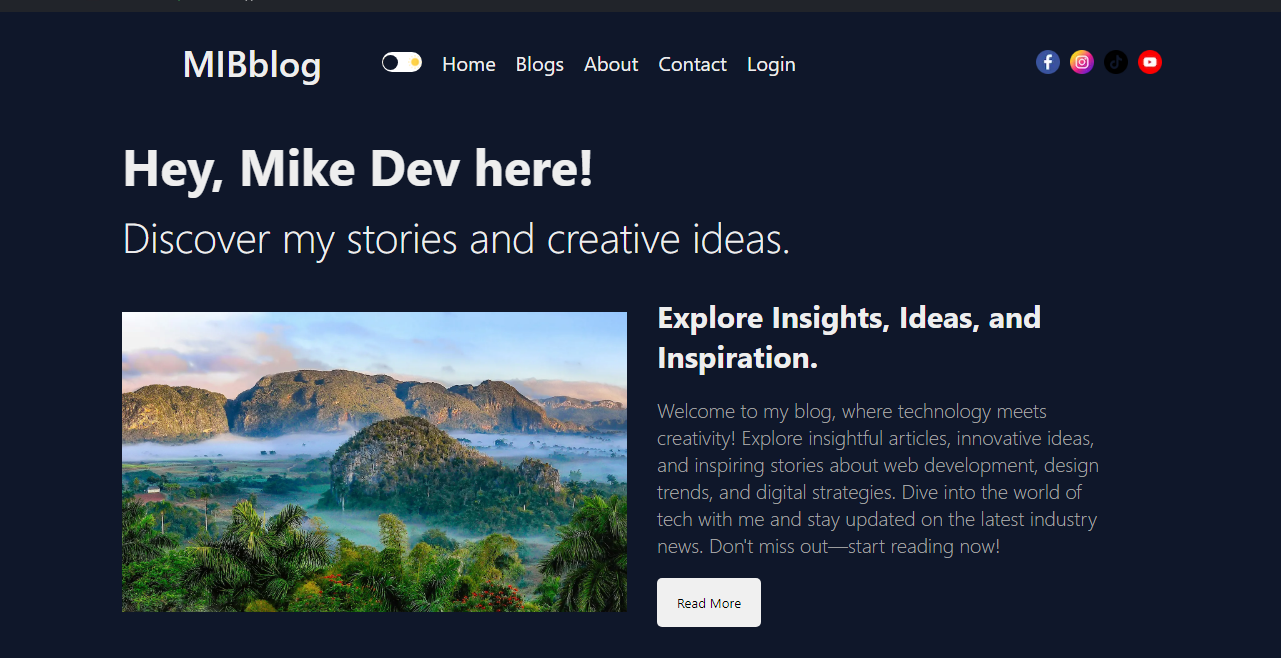 MIBblog
Home Blogs About Contact Login
Hey, Mike Dev here!
Discover my stories and creative ideas.
Explore Insights, Ideas, and
Inspiration.
Welcome to my blog, where technology meets
creativity! Explore insightful articles, innovative ideas,
and inspiring stories about web development, design
trends, and digital strategies. Dive into the world of
tech with me and stay updated on the latest industry
news. Don't miss out—start reading now!
Read More